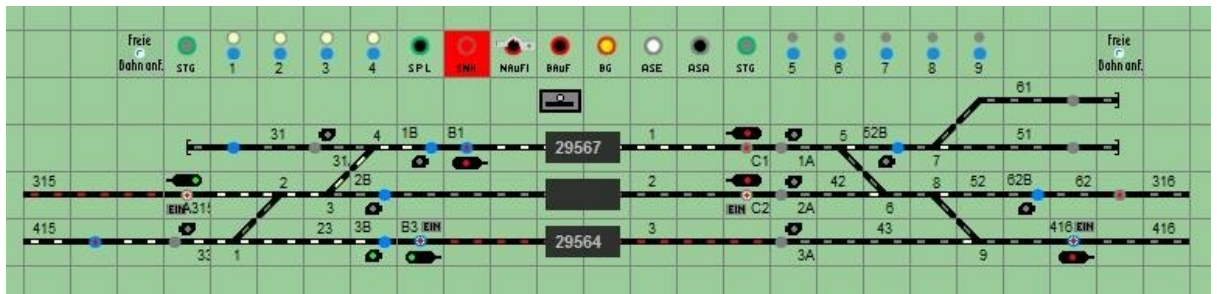 Freie Freie
Bahn anf. STG 1 2 3 4 SPL SNH NAuFI BAuF BG ASE ASA STG 5 6 7 8 9 Bahn anf.
61
31 4 1B B1 29567 1 C1 1A 5 52B 7 51
31
315 EIN A315 2 3 2B 2 EIN C2 2A 42 6 8 52 62B 62 316
415 33 1 23 3B B3 EIN 29564 3 3A 43 9 416 EIN 416